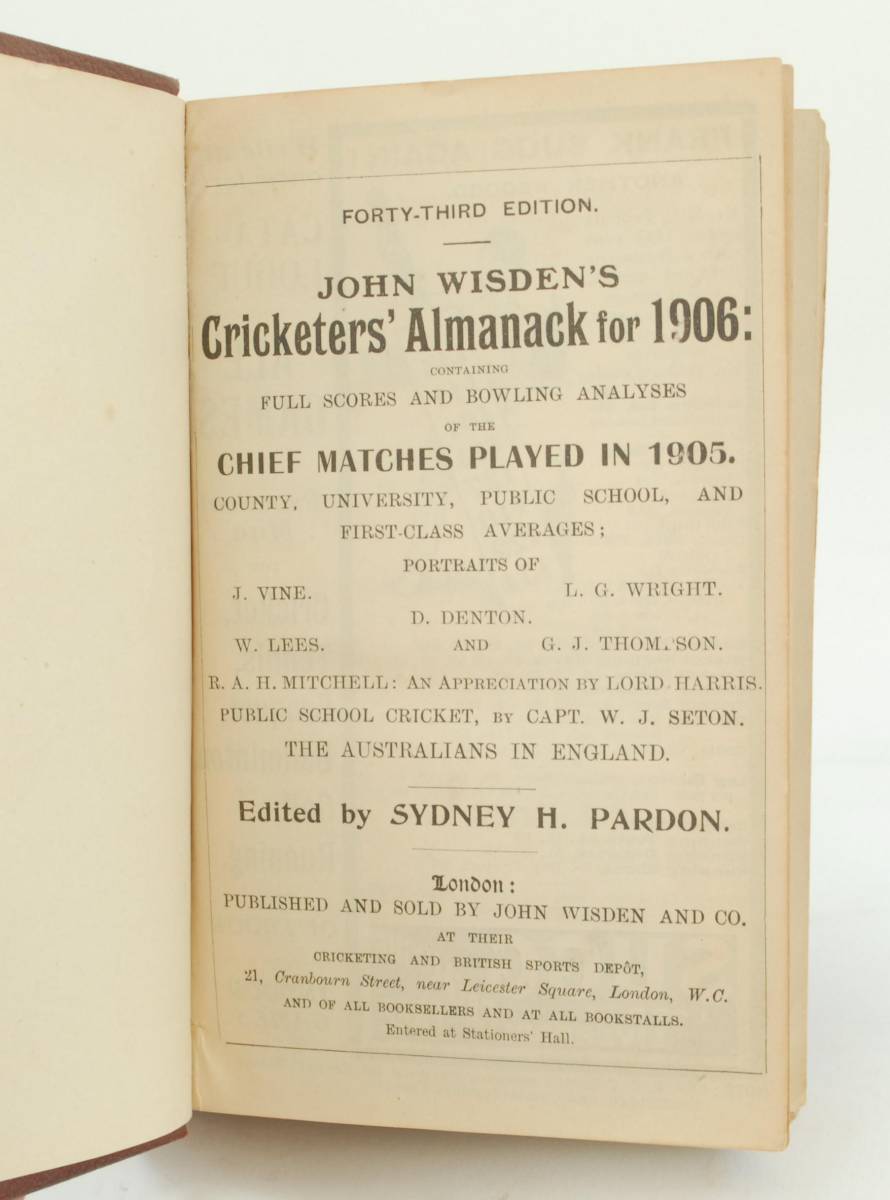 FORTY-THIRD EDITION.
JOHN WISDEN'S
Cricketers' Almanack for 1906:
CONTAINING
FULL SCORES AND BOWLING ANALYSES
OF THE
CHIEF MATCHES PLAYED IN 1905.
COUNTY, UNIVERSITY, PUBLIC SCHOOL, AND
FIRST-CLASS AVERAGES;
PORTRAITS OF
J. VINE. L. G. WRIGHT.
D. DENTON.
W. LEES. AND G. J. THOMPSON.
R. A. H. MITCHELL: AN APPRECIATION BY LORD HARRIS.
PUBLIC SCHOOL CRICKET, BY CAPT. W. J. SETON.
THE AUSTRALIANS IN ENGLAND.
Edited by SYDNEY H. PARDON.
London:
PUBLISHED AND SOLD BY JOHN WISDEN AND CO.
AT THEIR
CRICKETING AND BRITISH SPORTS DEPÔT,
21, Cranbourn Street, near Leicester Square, London, W.C.
AND OF ALL BOOKSELLERS AND AT ALL BOOKSTALLS.
Entered at Stationers' Hall.